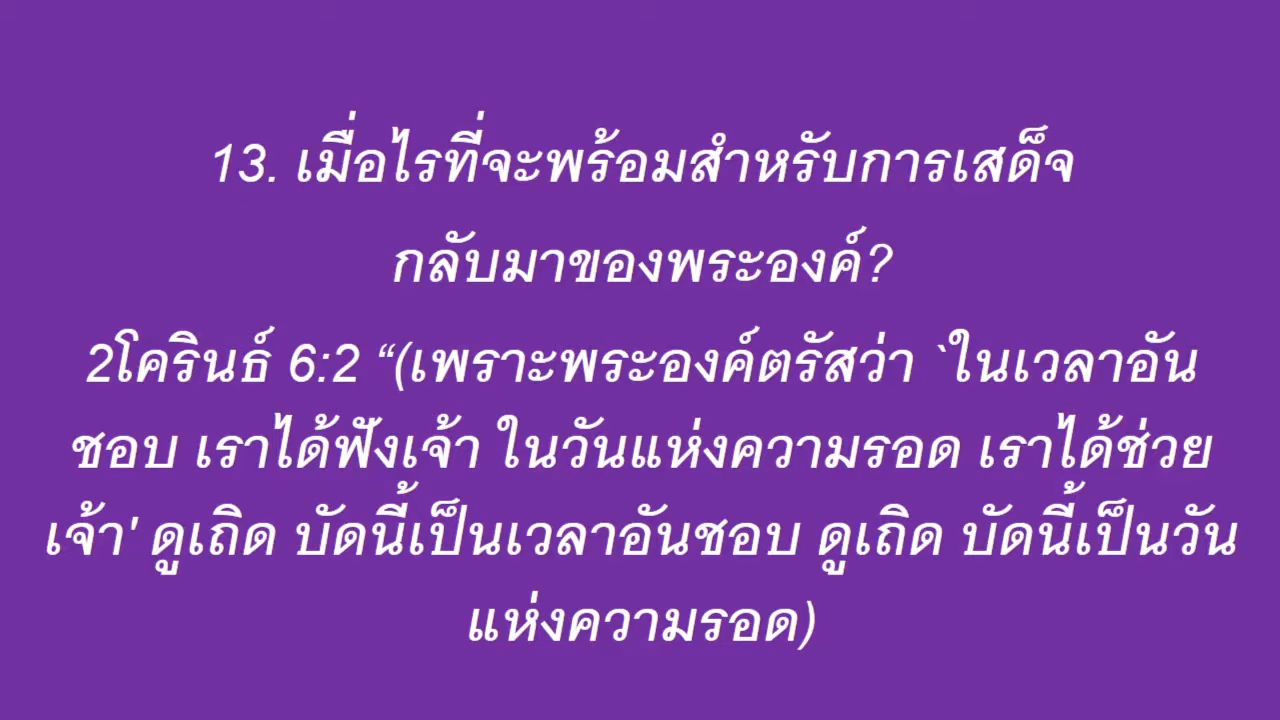 13. เมื่อไรที่จะพร้อมสำหรับการเสด็จ
กลับมาของพระองค์?
2โครินธ์ 6:2 “(เพราะพระองค์ตรัสว่า `ในเวลาอัน
ชอบ เราได้ฟังเจ้า ในวันแห่งความรอด เราได้ช่วย
เจ้า' ดูเถิด บัดนี้เป็นเวลาอันชอบ ดูเถิด บัดนี้เป็นวัน
แห่งความรอด)